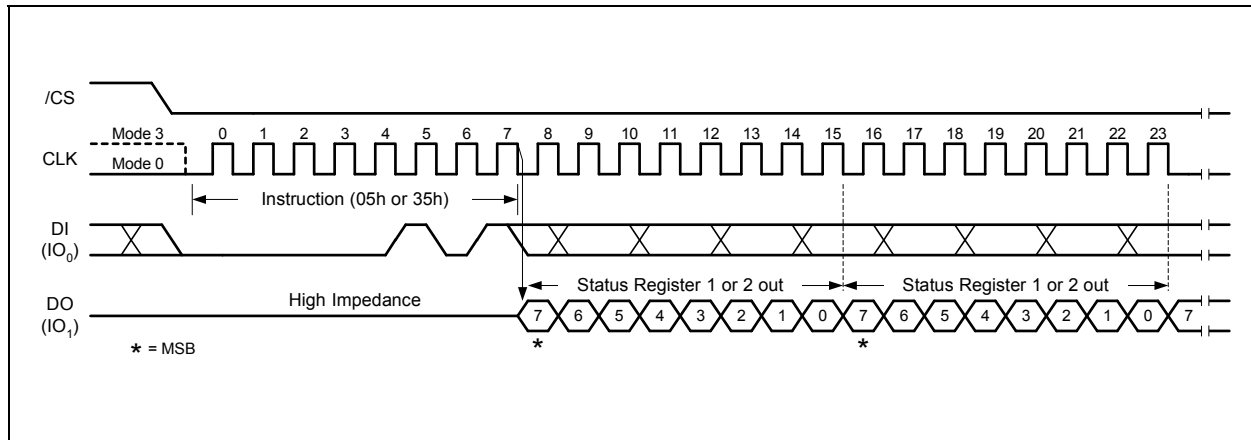 /CS
Mode 3
0 1 2 3 4 5 6 7 8 9 10 11 12 13 14 15 16 17 18 19 20 21 22 23
CLK
Mode 0
Instruction (05h or 35h)
DI
(IO0)
Status Register 1 or 2 out Status Register 1 or 2 out
High Impedance
DO
(IO1)
7 6 5 4 3 2 1 0 7 6 5 4 3 2 1 0 7
* *
* = MSB